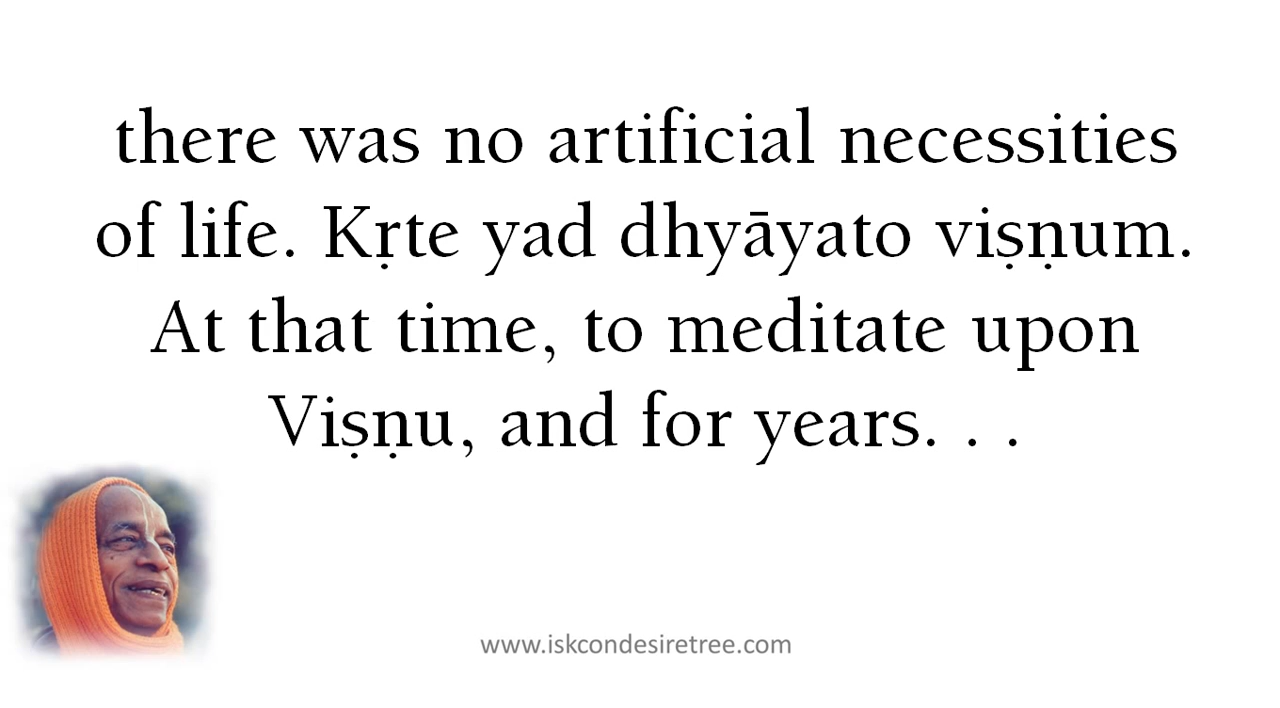 there was no artificial necessities
of life. Kṛte yad dhyāyato viṣṇum.
At that time, to meditate upon
Viṣṇu, and for years. . .
www.iskcondesiretree.com